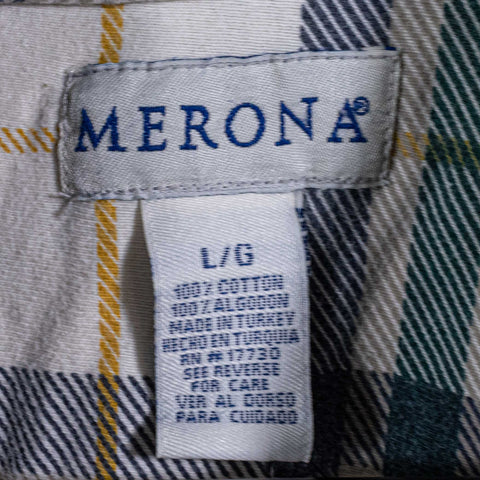 MERONA®
L/G
100% COTTON
100% ALGODON
MADE IN TURKEY
HECHO EN TURQUIA
RN #17730
SEE REVERSE
FOR CARE
VER AL DORSO
PARA CUIDADO